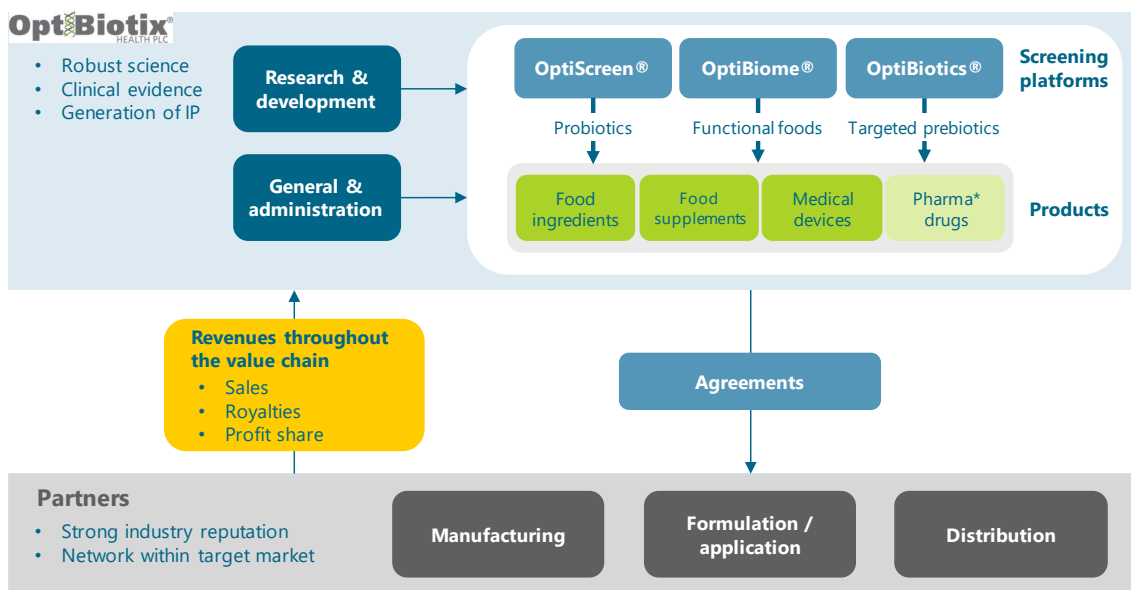 OptiBiotix®
HEALTH PLC
• Robust science
• Clinical evidence
• Generation of IP
Research &
development
General &
administration
OptiScreen®
OptiBiome®
OptiBiotics®
Screening
platforms
Probiotics
Functional foods
Targeted prebiotics
Food
ingredients
Food
supplements
Medical
devices
Pharma*
drugs
Products
Revenues throughout
the value chain
• Sales
• Royalties
• Profit share
Agreements
Partners
• Strong industry reputation
• Network within target market
Manufacturing
Formulation /
application
Distribution